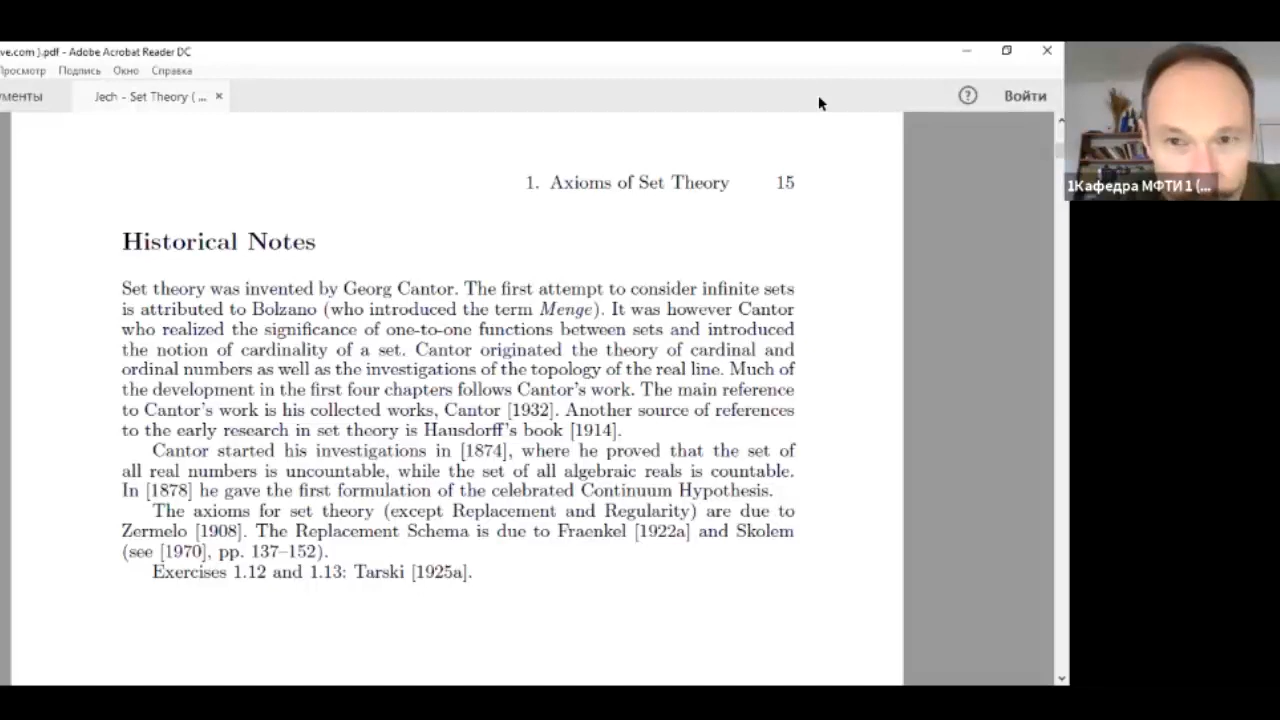 ve.com ).pdf - Adobe Acrobat Reader DC
Просмотр Подпись Окно Справка
ументы Jech - Set Theory ( ... × ? Войти
1Кафедра МФТИ 1 (...
1. Axioms of Set Theory 15
Historical Notes
Set theory was invented by Georg Cantor. The first attempt to consider infinite sets
is attributed to Bolzano (who introduced the term Menge). It was however Cantor
who realized the significance of one-to-one functions between sets and introduced
the notion of cardinality of a set. Cantor originated the theory of cardinal and
ordinal numbers as well as the investigations of the topology of the real line. Much of
the development in the first four chapters follows Cantor's work. The main reference
to Cantor's work is his collected works, Cantor [1932]. Another source of references
to the early research in set theory is Hausdorff's book [1914].
Cantor started his investigations in [1874], where he proved that the set of
all real numbers is uncountable, while the set of all algebraic reals is countable.
In [1878] he gave the first formulation of the celebrated Continuum Hypothesis.
The axioms for set theory (except Replacement and Regularity) are due to
Zermelo [1908]. The Replacement Schema is due to Fraenkel [1922a] and Skolem
(see [1970], pp. 137–152).
Exercises 1.12 and 1.13: Tarski [1925a].